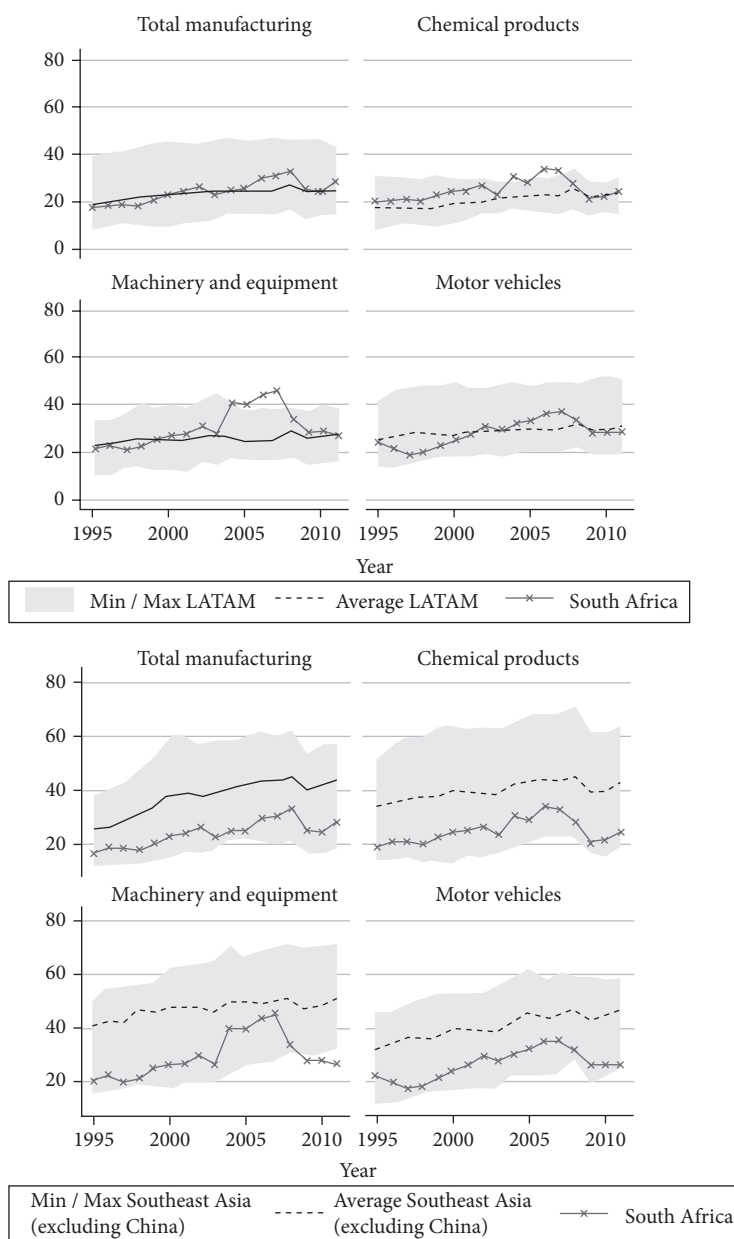 Total manufacturing
Chemical products
80
60
40
20
0
Machinery and equipment
Motor vehicles
80
60
40
20
0
1995 2000 2005 2010 1995 2000 2005 2010
Year
Min / Max LATAM Average LATAM South Africa
Total manufacturing
Chemical products
80
60
40
20
Machinery and equipment
Motor vehicles
80
60
40
20
1995 2000 2005 2010 1995 2000 2005 2010
Year
Min / Max Southeast Asia
(excluding China)
Average Southeast Asia
(excluding China)
South Africa